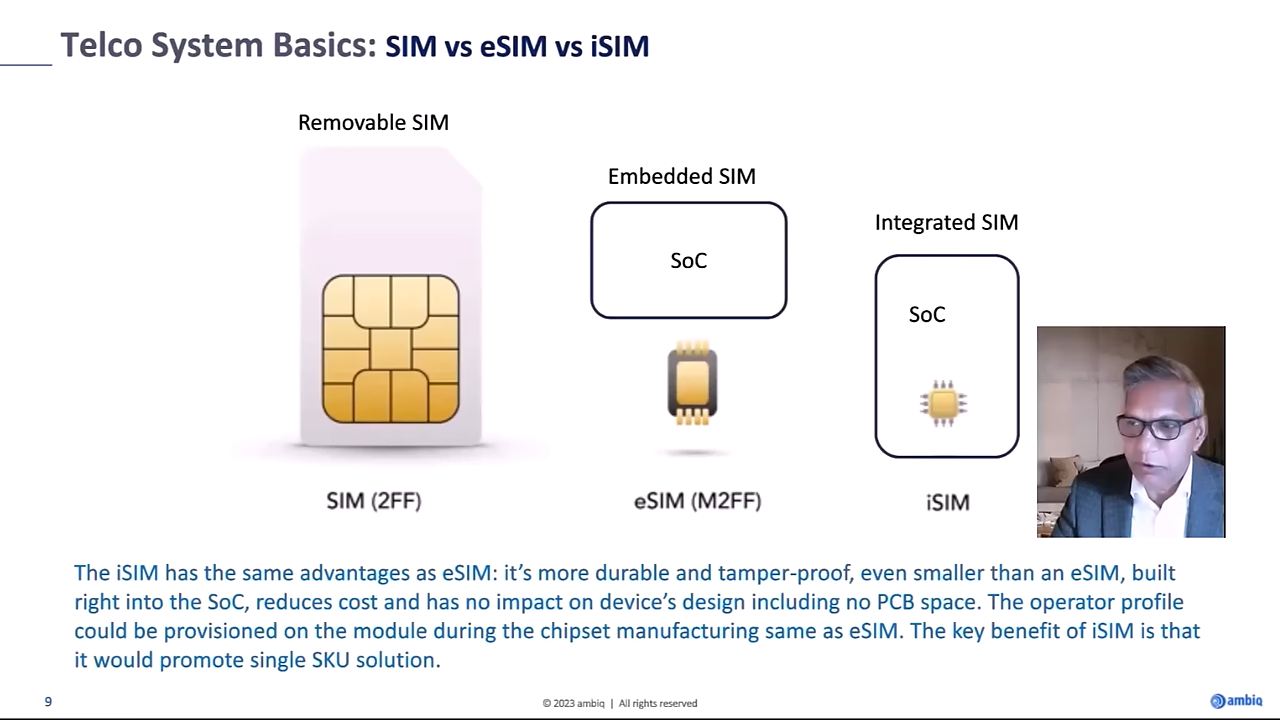 Telco System Basics: SIM vs eSIM vs iSIM
Removable SIM
Embedded SIM
Integrated SIM
SoC
SoC
SIM (2FF)
eSIM (M2FF)
iSIM
The iSIM has the same advantages as eSIM: it’s more durable and tamper-proof, even smaller than an eSIM, built
right into the SoC, reduces cost and has no impact on device’s design including no PCB space. The operator profile
could be provisioned on the module during the chipset manufacturing same as eSIM. The key benefit of iSIM is that
it would promote single SKU solution.
9
© 2023 ambiq | All rights reserved
ambiq